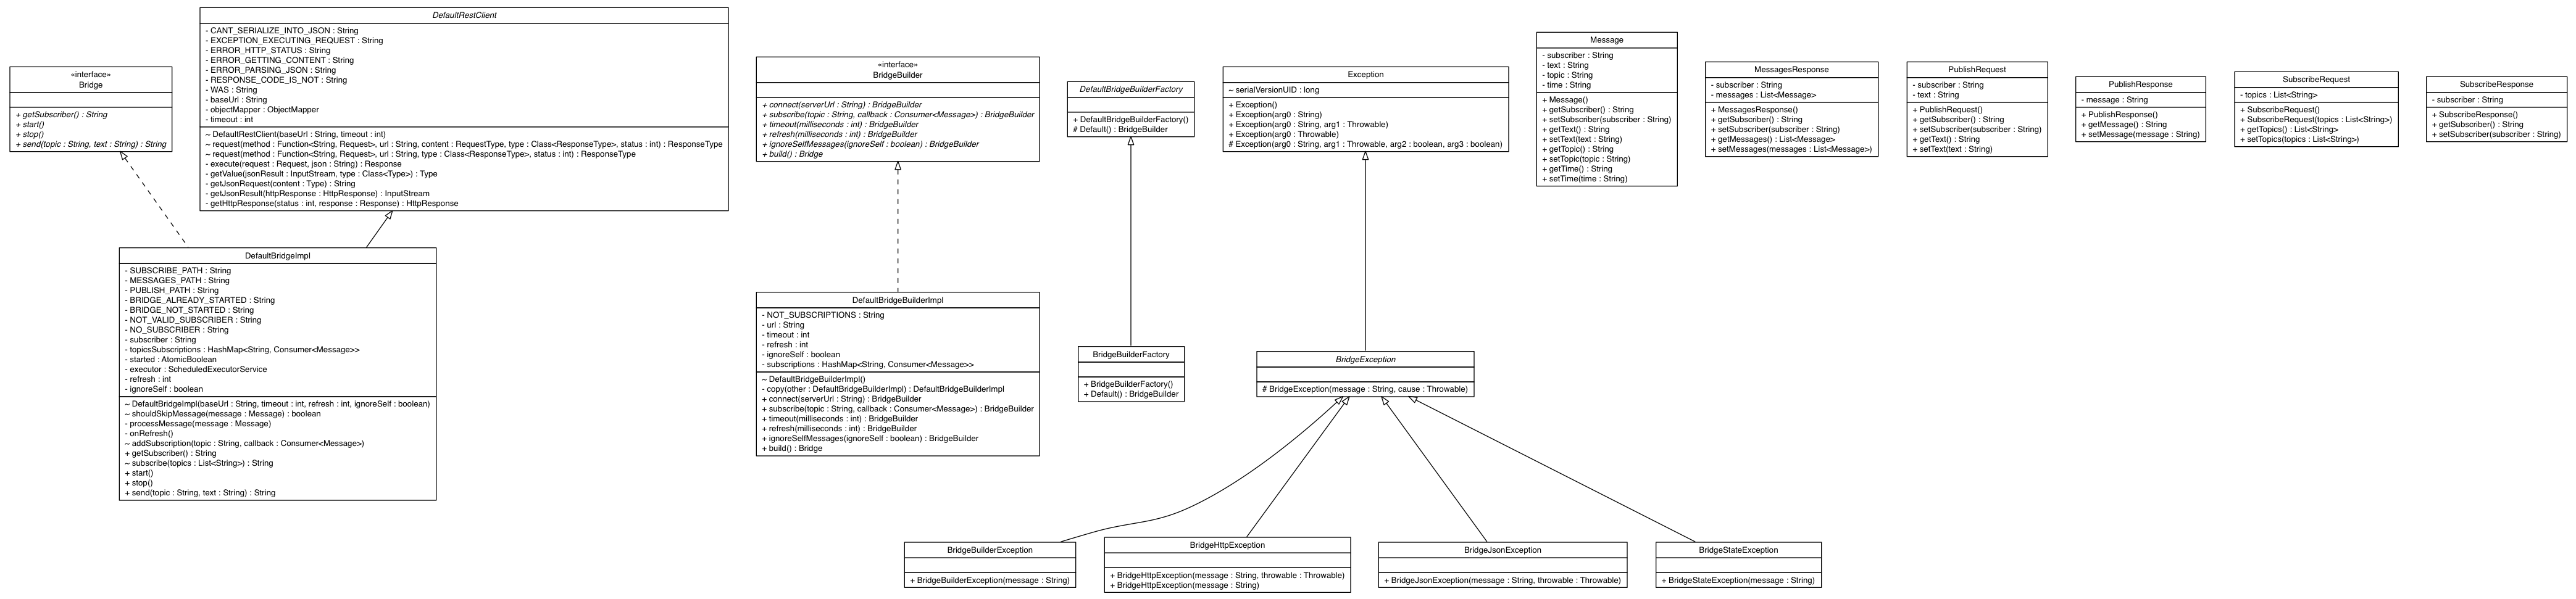 «interface»
Bridge
+ getSubscriber() : String
+ start()
+ stop()
+ send(topic : String, text : String) : String
DefaultRestClient
- CANT_SERIALIZE_INTO_JSON : String
- EXCEPTION_EXECUTING_REQUEST : String
- ERROR_HTTP_STATUS : String
- ERROR_GETTING_CONTENT : String
- ERROR_PARSING_JSON : String
- RESPONSE_CODE_IS_NOT : String
- WAS : String
- baseUrl : String
- objectMapper : ObjectMapper
- timeout : int
~ DefaultRestClient(baseUrl : String, timeout : int)
~ request(method : Function<String, Request>, url : String, content : RequestType, type : Class<ResponseType>, status : int) : ResponseType
~ request(method : Function<String, Request>, url : String, type : Class<ResponseType>, status : int) : ResponseType
- execute(request : Request, json : String) : Response
- getValue(jsonResult : InputStream, type : Class<Type>) : Type
- getJsonRequest(content : Type) : String
- getJsonResult(httpResponse : HttpResponse) : InputStream
- getHttpResponse(status : int, response : Response) : HttpResponse
«interface»
BridgeBuilder
+ connect(serverUrl : String) : BridgeBuilder
+ subscribe(topic : String, callback : Consumer<Message>) : BridgeBuilder
+ timeout(milliseconds : int) : BridgeBuilder
+ refresh(milliseconds : int) : BridgeBuilder
+ ignoreSelfMessages(ignoreSelf : boolean) : BridgeBuilder
+ build() : Bridge
DefaultBridgeBuilderFactory
+ DefaultBridgeBuilderFactory()
# Default() : BridgeBuilder
Exception
~ serialVersionUID : long
+ Exception()
+ Exception(arg0 : String)
+ Exception(arg0 : String, arg1 : Throwable)
+ Exception(arg0 : Throwable)
# Exception(arg0 : String, arg1 : Throwable, arg2 : boolean, arg3 : boolean)
Message
- subscriber : String
- text : String
- topic : String
- time : String
+ Message()
+ getSubscriber() : String
+ setSubscriber(subscriber : String)
+ getText() : String
+ setText(text : String)
+ getTopic() : String
+ setTopic(topic : String)
+ getTime() : String
+ setTime(time : String)
MessagesResponse
- subscriber : String
- messages : List<Message>
+ MessagesResponse()
+ getSubscriber() : String
+ setSubscriber(subscriber : String)
+ getMessages() : List<Message>
+ setMessages(messages : List<Message>)
PublishRequest
- subscriber : String
- text : String
+ PublishRequest()
+ getSubscriber() : String
+ setSubscriber(subscriber : String)
+ getText() : String
+ setText(text : String)
PublishResponse
- message : String
+ PublishResponse()
+ getMessage() : String
+ setMessage(message : String)
SubscribeRequest
- topics : List<String>
+ SubscribeRequest()
+ SubscribeRequest(topics : List<String>)
+ getTopics() : List<String>
+ setTopics(topics : List<String>)
SubscribeResponse
- subscriber : String
+ SubscribeResponse()
+ getSubscriber() : String
+ setSubscriber(subscriber : String)
DefaultBridgeImpl
- SUBSCRIBE_PATH : String
- MESSAGES_PATH : String
- PUBLISH_PATH : String
- BRIDGE_ALREADY_STARTED : String
- BRIDGE_NOT_STARTED : String
- NOT_VALID_SUBSCRIBER : String
- NO_SUBSCRIBER : String
- subscriber : String
- topicsSubscriptions : HashMap<String, Consumer<Message>>
- started : AtomicBoolean
- executor : ScheduledExecutorService
- refresh : int
- ignoreSelf : boolean
~ DefaultBridgeImpl(baseUrl : String, timeout : int, refresh : int, ignoreSelf : boolean)
~ shouldSkipMessage(message : Message) : boolean
- processMessage(message : Message)
- onRefresh()
~ addSubscription(topic : String, callback : Consumer<Message>)
+ getSubscriber() : String
~ subscribe(topics : List<String>) : String
+ start()
+ stop()
+ send(topic : String, text : String) : String
DefaultBridgeBuilderImpl
- NOT_SUBSCRIPTIONS : String
- url : String
- timeout : int
- refresh : int
- ignoreSelf : boolean
- subscriptions : HashMap<String, Consumer<Message>>
~ DefaultBridgeBuilderImpl()
- copy(other : DefaultBridgeBuilderImpl) : DefaultBridgeBuilderImpl
+ connect(serverUrl : String) : BridgeBuilder
+ subscribe(topic : String, callback : Consumer<Message>) : BridgeBuilder
+ timeout(milliseconds : int) : BridgeBuilder
+ refresh(milliseconds : int) : BridgeBuilder
+ ignoreSelfMessages(ignoreSelf : boolean) : BridgeBuilder
+ build() : Bridge
BridgeBuilderFactory
+ BridgeBuilderFactory()
+ Default() : BridgeBuilder
BridgeException
# BridgeException(message : String, cause : Throwable)
BridgeBuilderException
+ BridgeBuilderException(message : String)
BridgeHttpException
+ BridgeHttpException(message : String, throwable : Throwable)
+ BridgeHttpException(message : String)
BridgeJsonException
+ BridgeJsonException(message : String, throwable : Throwable)
BridgeStateException
+ BridgeStateException(message : String)